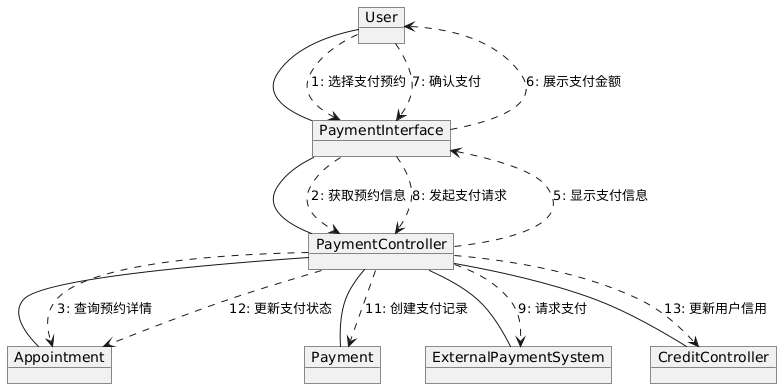 User
1: 选择支付预约
7: 确认支付
6: 展示支付金额
PaymentInterface
2: 获取预约信息
8: 发起支付请求
5: 显示支付信息
PaymentController
3: 查询预约详情
12: 更新支付状态
11: 创建支付记录
9: 请求支付
13: 更新用户信用
Appointment
Payment
ExternalPaymentSystem
CreditController